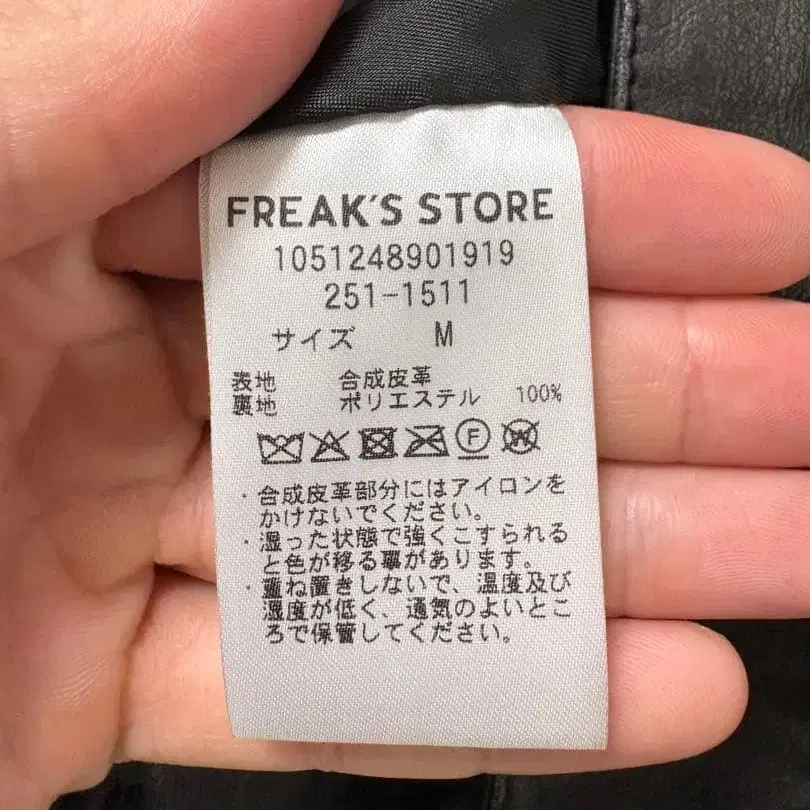 FREAK'S STORE
1051248901919
251-1511
サイズ M
表地 合成皮革
裏地 ポリエステル 100%
F W
・合成皮革部分にはアイロンを
かけないでください。
・湿った状態で強くこすられる
と色が移る事があります。
・重ね置きしないで、温度及び
湿度が低く、通気のよいとこ
ろで保管してください。